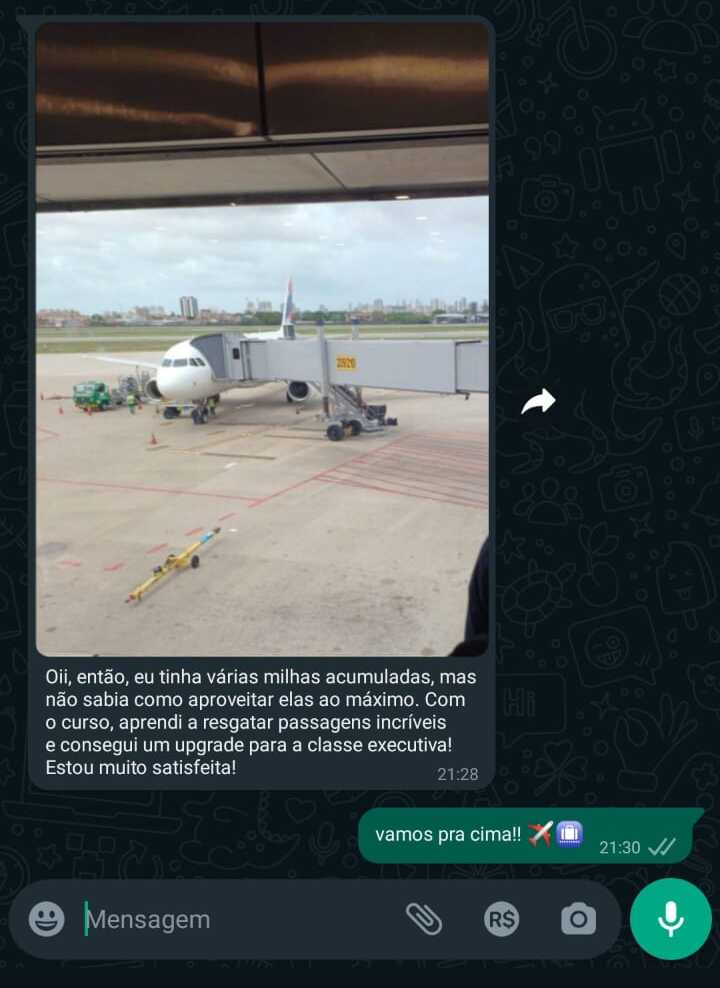 2N20
Oii, então, eu tinha várias milhas acumuladas, mas
não sabia como aproveitar elas ao máximo. Com
o curso, aprendi a resgatar passagens incríveis
e consegui um upgrade para a classe executiva!
Estou muito satisfeita!
21:28
vamos pra cima!! ✈️🛅
21:30
Mensagem
R$
Hi